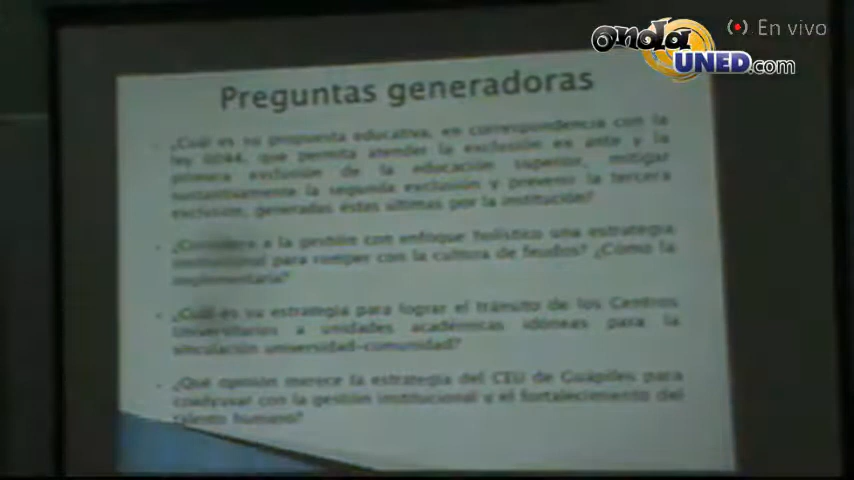 onda UNED.com
En vivo
Preguntas generadoras
¿Cuál es su propuesta educativa, en correspondencia con la
ley 6044, que permita atender la exclusión ex ante y la
primera exclusión de la educación superior, mitigar
sustantivamente la segunda exclusión y prevenir la tercera
exclusión, generadas éstas últimas por la institución?
¿Considera a la gestión con enfoque holístico una estrategia
institucional para romper con la cultura de feudos? ¿Cómo la
implementaría?
¿Cuál es su estrategia para lograr el tránsito de los Centros
Universitarios a unidades académicas idóneas para la
vinculación universidad-comunidad?
¿Qué opinión merece la estrategia del CEU de Guápiles para
coadyuvar con la gestión institucional y el fortalecimiento del
talento humano?